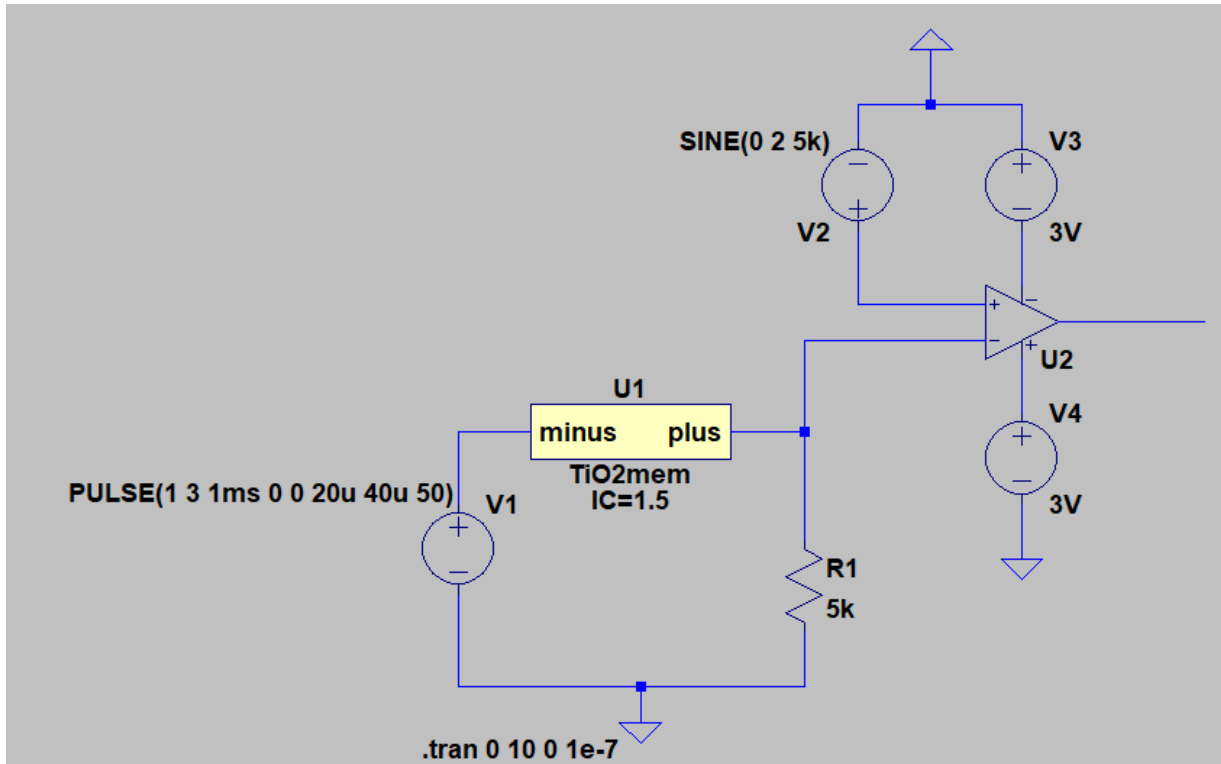 SINE(0 2 5k)
V3
+
−
−
+
V2
3V
+
−
−
+
U2
U1
minus plus
V4
+
−
TiO2mem
IC=1.5
3V
PULSE(1 3 1ms 0 0 20u 40u 50)
V1
+
−
R1
5k
.tran 0 10 0 1e-7